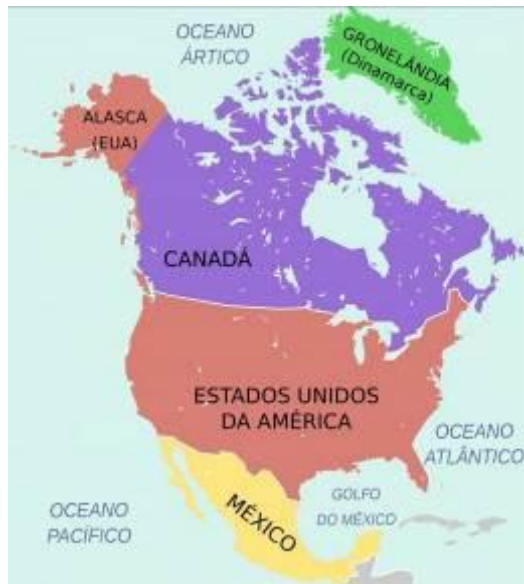 OCEANO
ÁRTICO
GRONELÂNDIA
(Dinamarca)
ALASCA
(EUA)
CANADÁ
ESTADOS UNIDOS
DA AMÉRICA
OCEANO
ATLÂNTICO
GOLFO
DO MÉXICO
MÉXICO
OCEANO
PACÍFICO